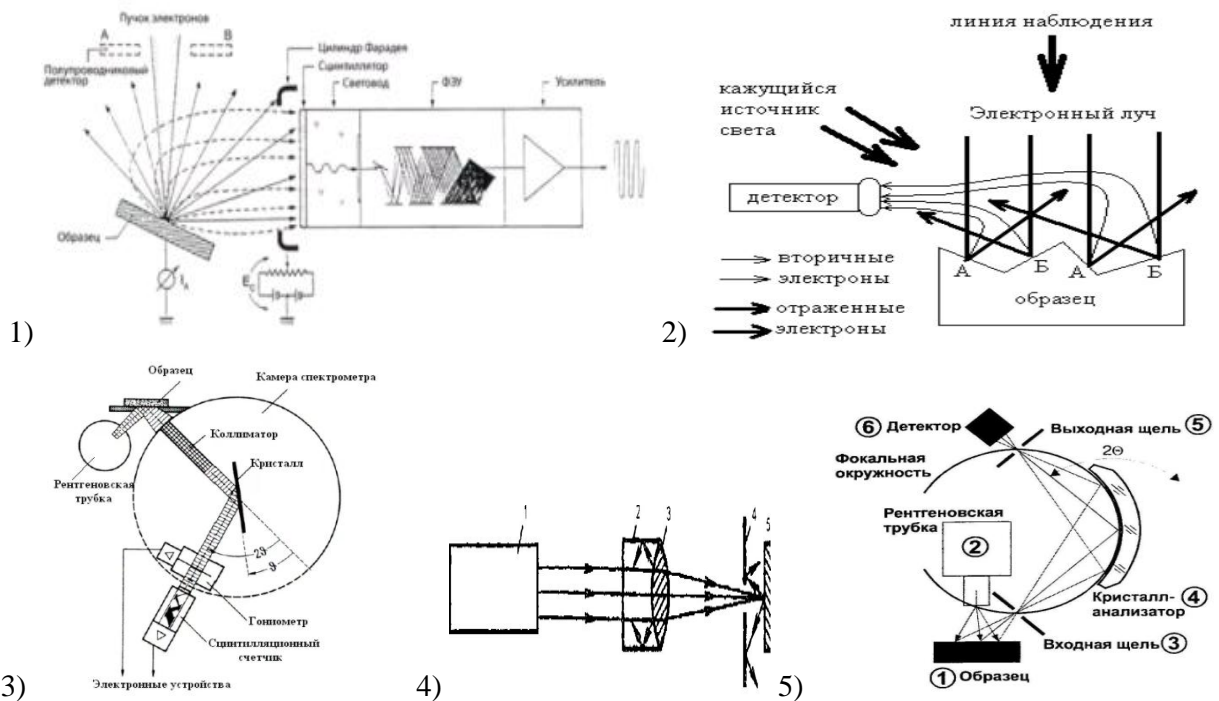 Пучок электронов
A
B
Полупроводниковый
детектор
Цилиндр Фарадея
Сцинтиллятор
Световод
ФЭУ
Усилитель
Образец
I_A
E_C
1)
линия наблюдения
кажущийся
источник
света
Электронный луч
детектор
вторичные
электроны
отраженные
электроны
А
Б
А
Б
образец
2)
Образец
Камера спектрометра
Коллиматор
Кристалл
Рентгеновская
трубка
2ϑ
ϑ
Гониометр
Сцинтилляционный
счетчик
Электронные устройства
3)
1
2
3
4
5
4)
6 Детектор
Выходная щель 5
Фокальная
окружность
2Θ
Рентгеновская
трубка
2
Кристалл-
анализатор 4
Входная щель 3
1 Образец
5)